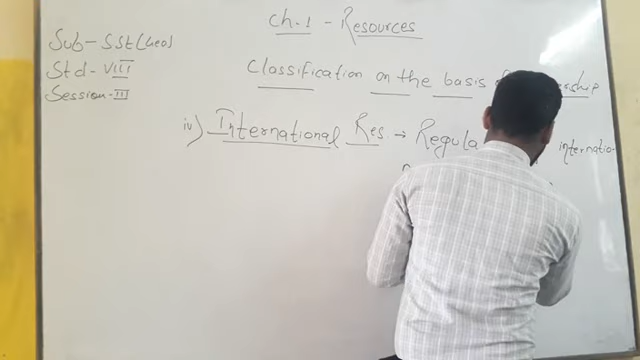 Ch.1 - Resources
Sub - SSt (Geo)
Std - VIII
Session - III
Classification on the basis
iv) International Res. → Regula
internatio